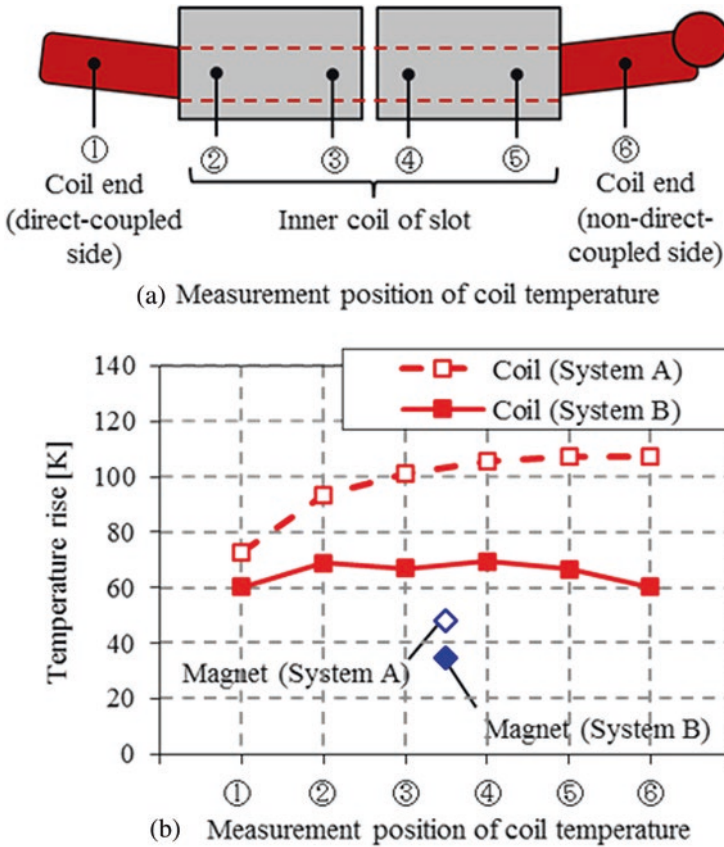 ① ② ③ ④ ⑤ ⑥
Coil end
(direct-coupled
side)
Inner coil of slot
Coil end
(non-direct-
coupled side)
(a) Measurement position of coil temperature
Temperature rise [K]
140
120
100
80
60
40
20
0
Coil (System A)
Coil (System B)
Magnet (System A)
Magnet (System B)
① ② ③ ④ ⑤ ⑥
(b) Measurement position of coil temperature